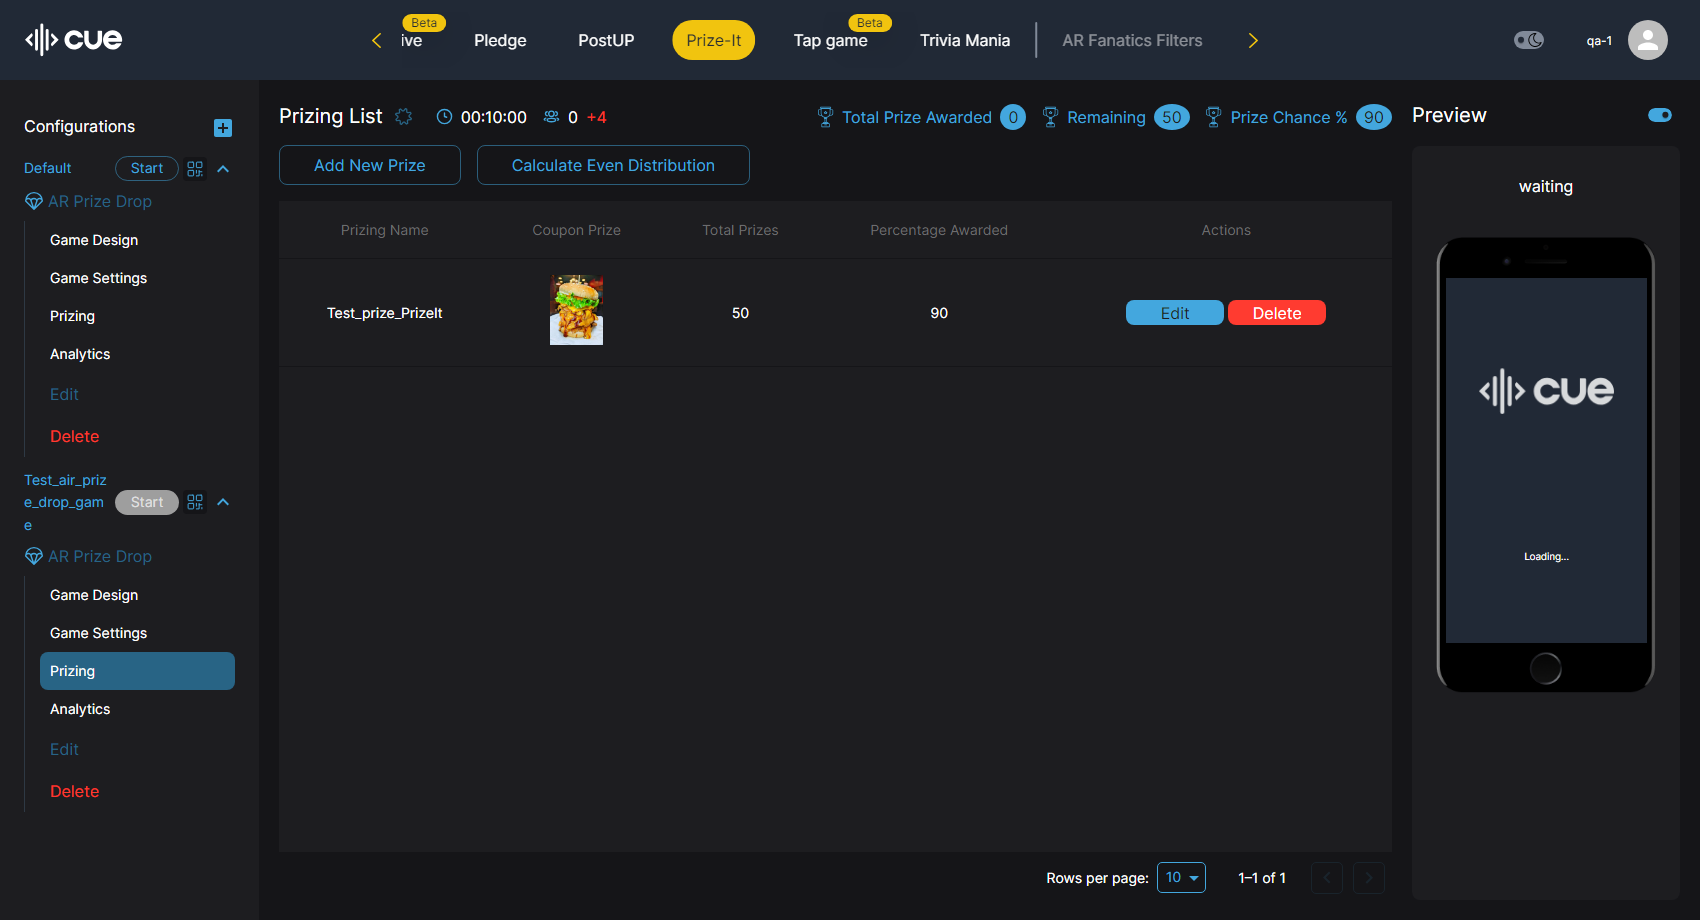 cue
Beta
ive
Pledge
PostUP
Prize-It
Beta
Tap game
Trivia Mania
AR Fanatics Filters
qa-1
Configurations
Default
Start
AR Prize Drop
Game Design
Game Settings
Prizing
Analytics
Edit
Delete
Test_air_priz
e_drop_gam
e
Start
AR Prize Drop
Game Design
Game Settings
Prizing
Analytics
Edit
Delete
Prizing List
00:10:00
0 +4
Total Prize Awarded 0
Remaining 50
Prize Chance % 90
Add New Prize
Calculate Even Distribution
Prizing Name
Coupon Prize
Total Prizes
Percentage Awarded
Actions
Test_prize_PrizeIt
50
90
Edit
Delete
Rows per page: 10
1–1 of 1
Preview
waiting
cue
Loading...